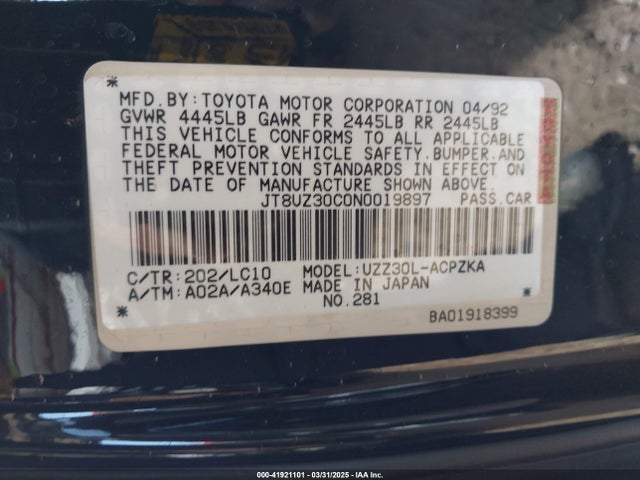 MFD.BY:TOYOTA MOTOR CORPORATION 04/92
GVWR 4445LB GAWR FR 2445LB RR 2445LB
THIS VEHICLE CONFORMS TO ALL APPLICABLE
FEDERAL MOTOR VEHICLE SAFETY,BUMPER,AND
THEFT PREVENTION STANDARDS IN EFFECT ON
THE DATE OF MANUFACTURE SHOWN ABOVE.
JT8UZ30C0N0019897 PASS.CAR
C/TR:202/LC10 MODEL:UZZ30L-ACPZKA
A/TM:A02A/A340E MADE IN JAPAN
NO.281
BA01918399
000-41921101 - 03/31/2025 - IAA Inc.